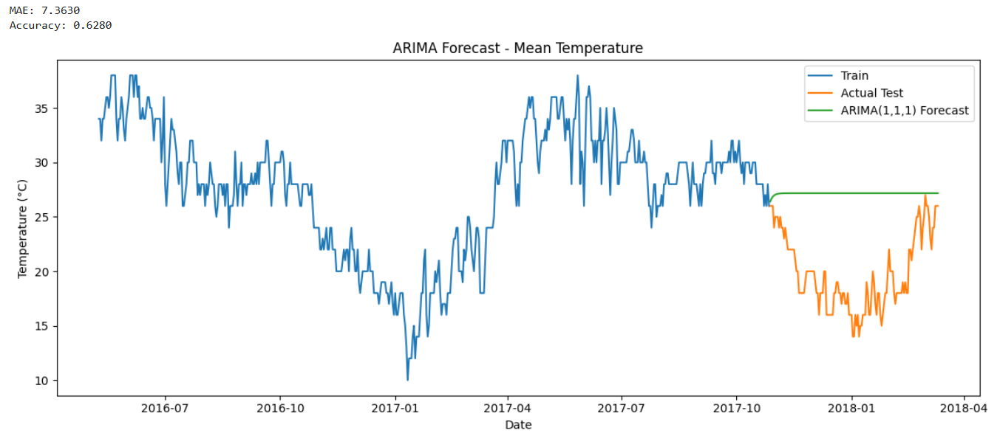 MAE: 7.3630
Accuracy: 0.6280
ARIMA Forecast - Mean Temperature
Train
Actual Test
ARIMA(1,1,1) Forecast
Temperature (°C)
35
30
25
20
15
10
2016-07 2016-10 2017-01 2017-04 2017-07 2017-10 2018-01 2018-04
Date